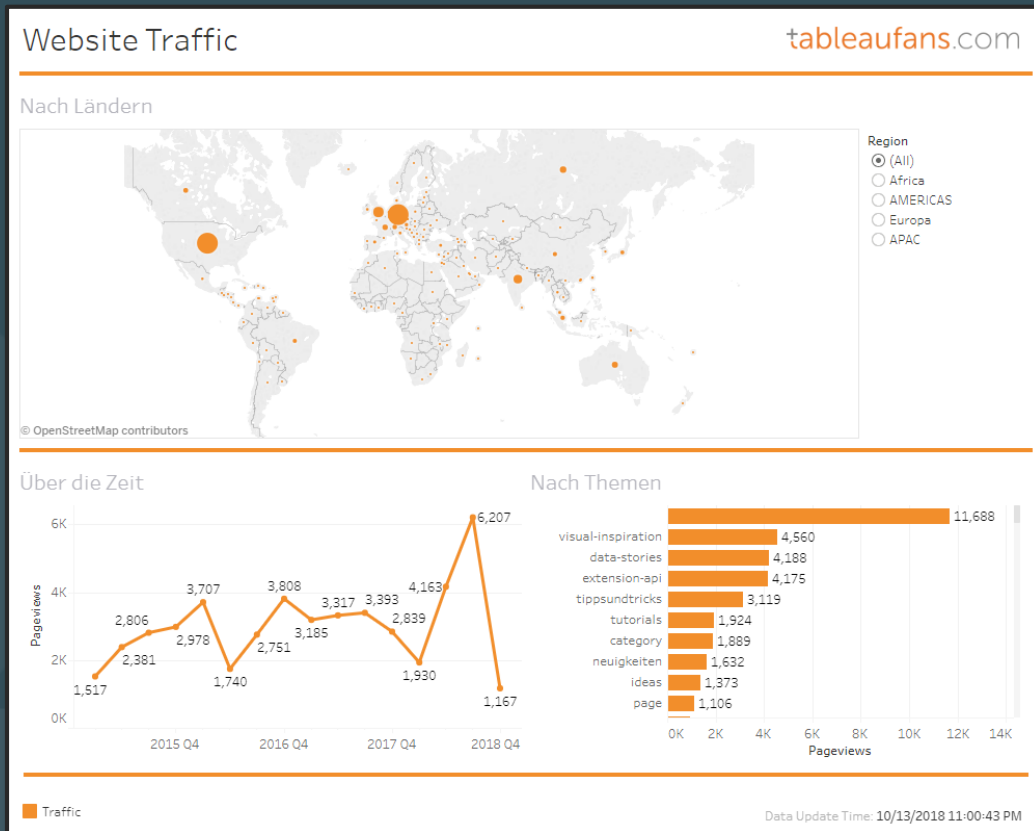 Website Traffic
tableaufans.com
Nach Ländern
Region
(All)
Africa
AMERICAS
Europa
APAC
© OpenStreetMap contributors
Über die Zeit
Pageviews
6K
4K
2K
0K
1,517
2,381
2,806
2,978
3,707
1,740
2,751
3,808
3,185
3,317
3,393
2,839
1,930
4,163
6,207
1,167
2015 Q4
2016 Q4
2017 Q4
2018 Q4
Nach Themen
11,688
visual-inspiration 4,560
data-stories 4,188
extension-api 4,175
tippsundtricks 3,119
tutorials 1,924
category 1,889
neuigkeiten 1,632
ideas 1,373
page 1,106
0K 2K 4K 6K 8K 10K 12K 14K
Pageviews
Traffic
Data Update Time: 10/13/2018 11:00:43 PM